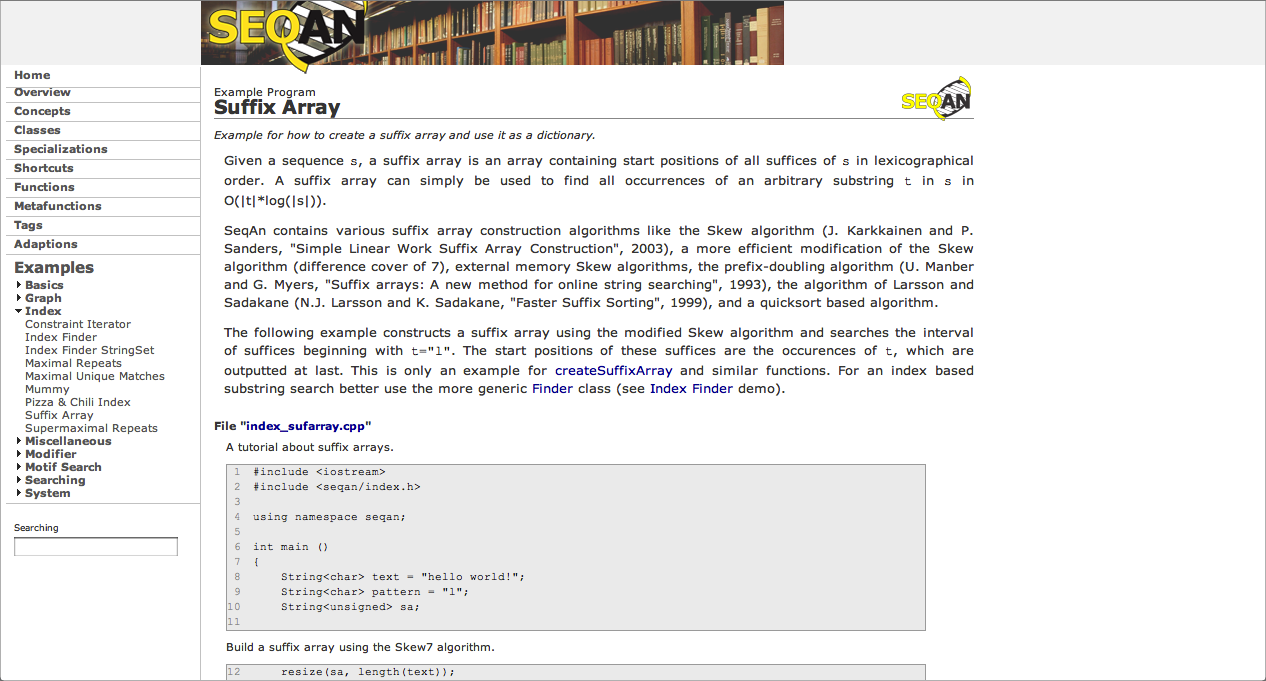 SEQAN
Home
Overview
Concepts
Classes
Specializations
Shortcuts
Functions
Metafunctions
Tags
Adaptions
Examples
Basics
Graph
Index
Constraint Iterator
Index Finder
Index Finder StringSet
Maximal Repeats
Maximal Unique Matches
Mummy
Pizza & Chili Index
Suffix Array
Supermaximal Repeats
Miscellaneous
Modifier
Motif Search
Searching
System
Searching
Example Program
Suffix Array
SEQAN
Example for how to create a suffix array and use it as a dictionary.
Given a sequence s, a suffix array is an array containing start positions of all suffices of s in lexicographical
order. A suffix array can simply be used to find all occurrences of an arbitrary substring t in s in
O(|t|*log(|s|)).
SeqAn contains various suffix array construction algorithms like the Skew algorithm (J. Karkkainen and P.
Sanders, "Simple Linear Work Suffix Array Construction", 2003), a more efficient modification of the Skew
algorithm (difference cover of 7), external memory Skew algorithms, the prefix-doubling algorithm (U. Manber
and G. Myers, "Suffix arrays: A new method for online string searching", 1993), the algorithm of Larsson and
Sadakane (N.J. Larsson and K. Sadakane, "Faster Suffix Sorting", 1999), and a quicksort based algorithm.
The following example constructs a suffix array using the modified Skew algorithm and searches the interval
of suffices beginning with t="l". The start positions of these suffices are the occurences of t, which are
outputted at last. This is only an example for createSuffixArray and similar functions. For an index based
substring search better use the more generic Finder class (see Index Finder demo).
File "index_sufarray.cpp"
A tutorial about suffix arrays.
1 #include <iostream>
2 #include <seqan/index.h>
3
4 using namespace seqan;
5
6 int main ()
7 {
8     String<char> text = "hello world!";
9     String<char> pattern = "l";
10     String<unsigned> sa;
11
Build a suffix array using the Skew7 algorithm.
12     resize(sa, length(text));